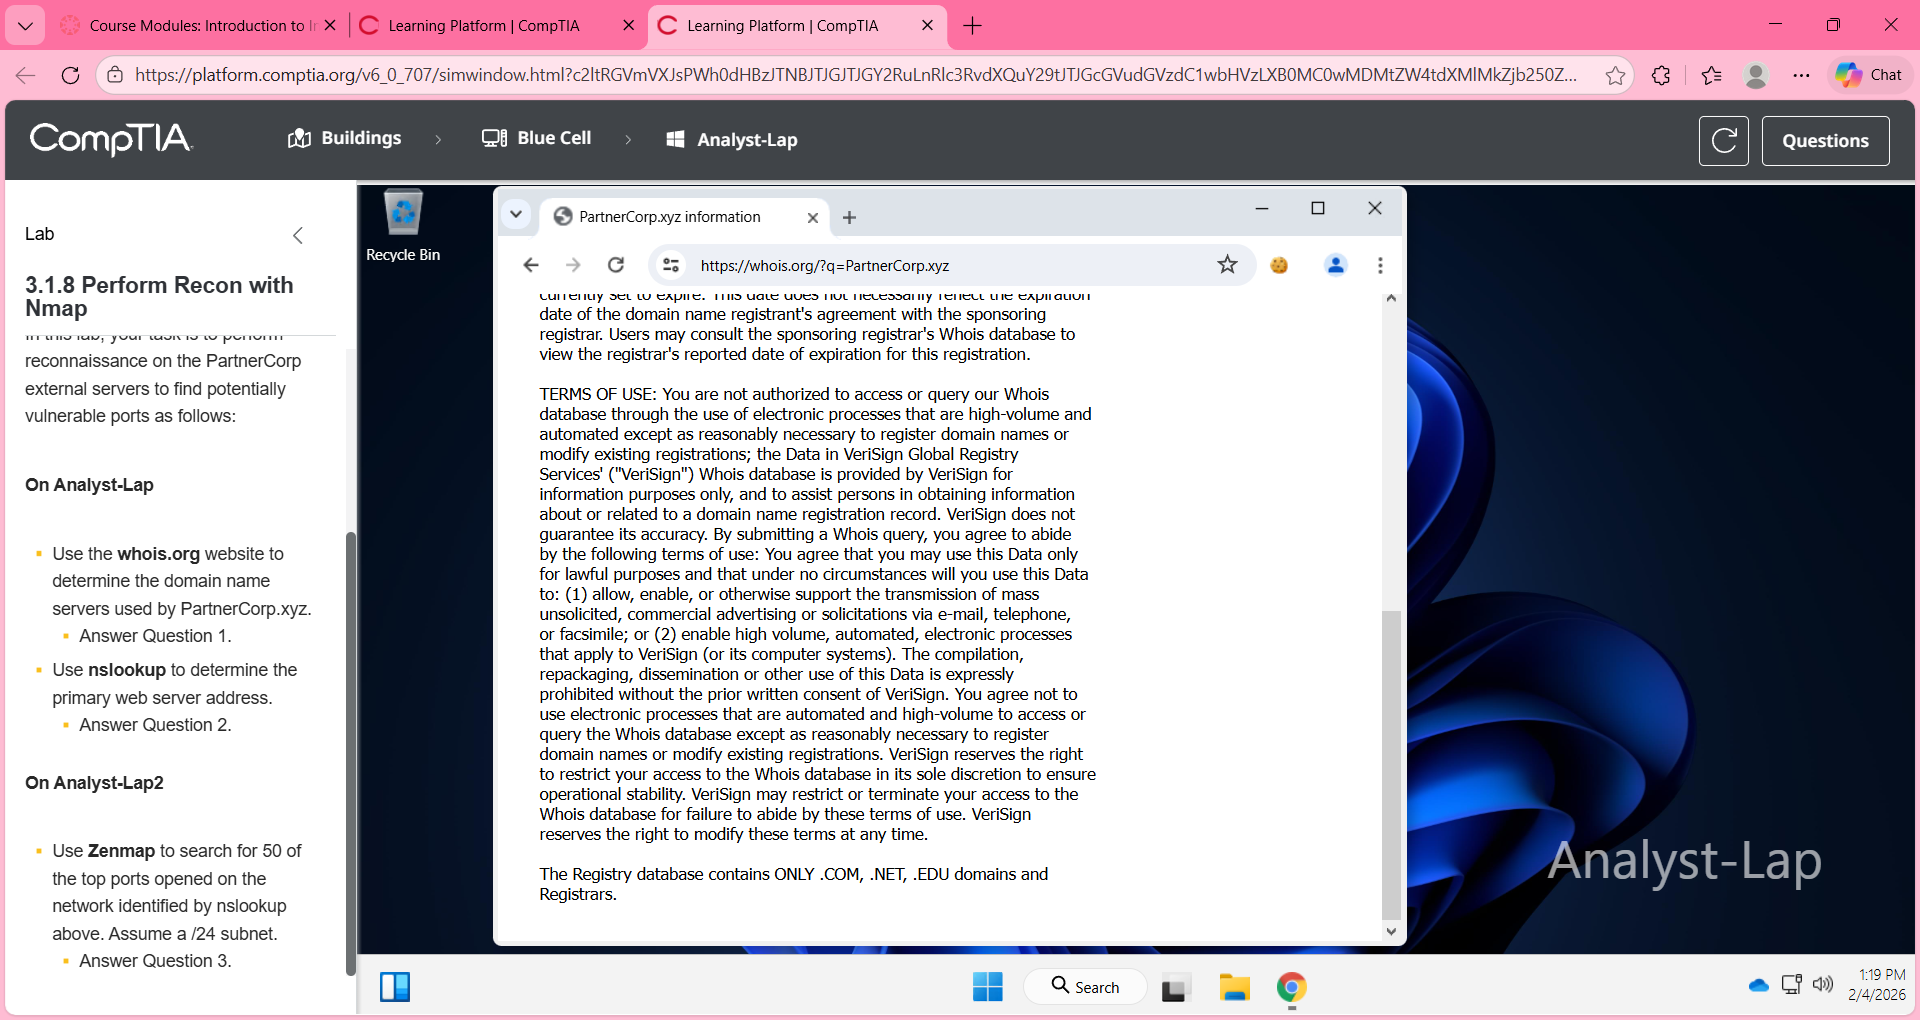 Course Modules: Introduction to Ir
Learning Platform | CompTIA
Learning Platform | CompTIA
https://platform.comptia.org/v6_0_707/simwindow.html?c2ltRGVmVXJsPWh0dHBzJTNBJTJGJTJGY2RuLnRlc3RvdXQuY29tJTJGcGVudGVzdC1wbHVzLXB0MC0wMDMtZW4tdXMlMkZjb250Z...
Chat
CompTIA.
Buildings
Blue Cell
Analyst-Lap
Questions
Lab
3.1.8 Perform Recon with
Nmap
In this lab, your task is to perform
reconnaissance on the PartnerCorp
external servers to find potentially
vulnerable ports as follows:
On Analyst-Lap
Use the whois.org website to
determine the domain name
servers used by PartnerCorp.xyz.
Answer Question 1.
Use nslookup to determine the
primary web server address.
Answer Question 2.
On Analyst-Lap2
Use Zenmap to search for 50 of
the top ports opened on the
network identified by nslookup
above. Assume a /24 subnet.
Answer Question 3.
Recycle Bin
PartnerCorp.xyz information
https://whois.org/?q=PartnerCorp.xyz
currently set to expire. This date does not necessarily reflect the expiration
date of the domain name registrant's agreement with the sponsoring
registrar. Users may consult the sponsoring registrar's Whois database to
view the registrar's reported date of expiration for this registration.
TERMS OF USE: You are not authorized to access or query our Whois
database through the use of electronic processes that are high-volume and
automated except as reasonably necessary to register domain names or
modify existing registrations; the Data in VeriSign Global Registry
Services' ("VeriSign") Whois database is provided by VeriSign for
information purposes only, and to assist persons in obtaining information
about or related to a domain name registration record. VeriSign does not
guarantee its accuracy. By submitting a Whois query, you agree to abide
by the following terms of use: You agree that you may use this Data only
for lawful purposes and that under no circumstances will you use this Data
to: (1) allow, enable, or otherwise support the transmission of mass
unsolicited, commercial advertising or solicitations via e-mail, telephone,
or facsimile; or (2) enable high volume, automated, electronic processes
that apply to VeriSign (or its computer systems). The compilation,
repackaging, dissemination or other use of this Data is expressly
prohibited without the prior written consent of VeriSign. You agree not to
use electronic processes that are automated and high-volume to access or
query the Whois database except as reasonably necessary to register
domain names or modify existing registrations. VeriSign reserves the right
to restrict your access to the Whois database in its sole discretion to ensure
operational stability. VeriSign may restrict or terminate your access to the
Whois database for failure to abide by these terms of use. VeriSign
reserves the right to modify these terms at any time.
The Registry database contains ONLY .COM, .NET, .EDU domains and
Registrars.
Analyst-Lap
Search
1:19 PM
2/4/2026